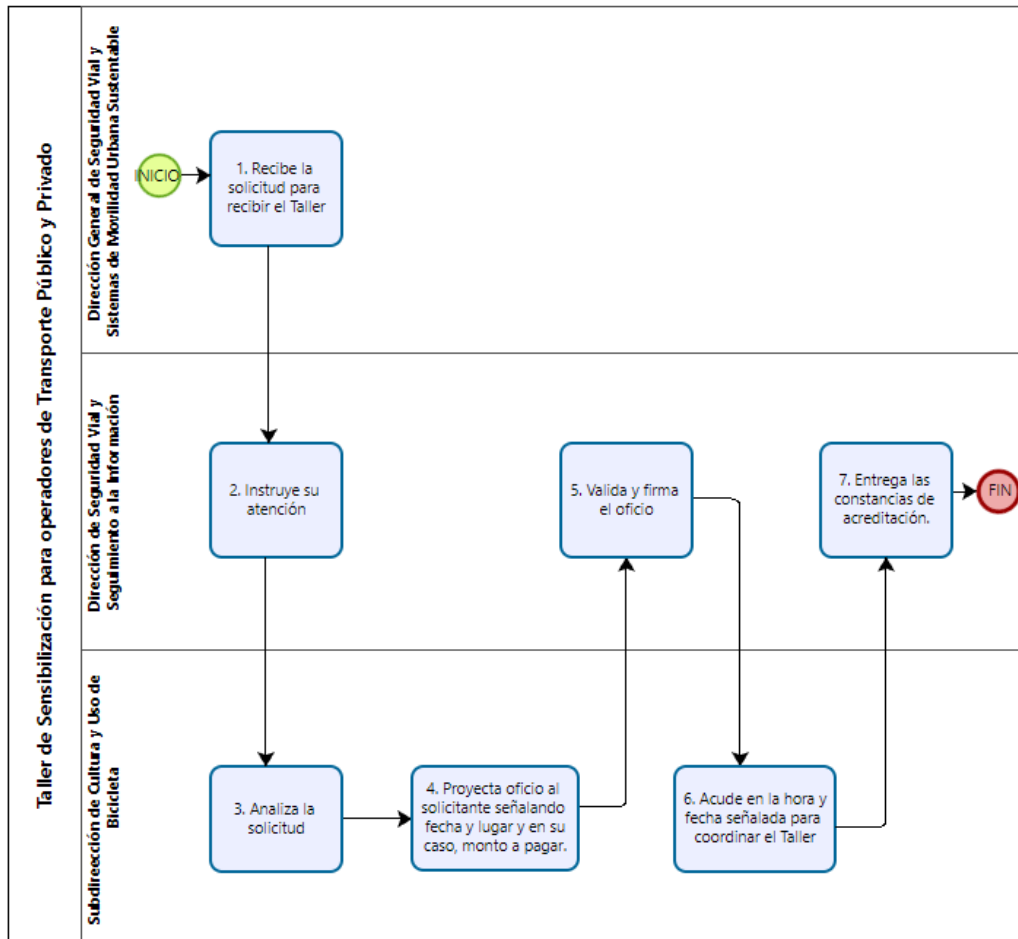 Taller de Sensibilización para operadores de Transporte Público y Privado
Dirección General de Seguridad Vial y
Sistemas de Movilidad Urbana Sustentable
INICIO
1. Recibe la
solicitud para
recibir el Taller
Dirección de Seguridad Vial y
Seguimiento a la Información
2. Instruye su
atención
5. Valida y firma
el oficio
7. Entrega las
constancias de
acreditación.
FIN
Subdireección de Cultura y Uso de
Bicicleta
3. Analiza la
solicitud
4. Proyecta oficio al
solicitante señalando
fecha y lugar y en su
caso, monto a pagar.
6. Acude en la hora y
fecha señalada para
coordinar el Taller